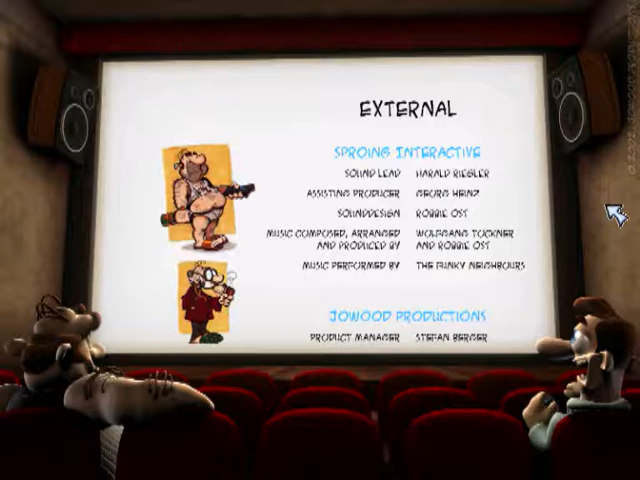 EXTERNAL
SPROING INTERACTIVE
SOUND LEAD HARALD RIEGLER
ASSISTING PRODUCER GEORG HEINZ
SOUNDDESIGN ROBBIE OST
MUSIC COMPOSED, ARRANGED WOLFGANG TOCKNER
AND PRODUCED BY AND ROBBIE OST
MUSIC PERFORMED BY THE FUNKY NEIGHBOURS
JOWOOD PRODUCTIONS
PRODUCT MANAGER STEFAN BERGER